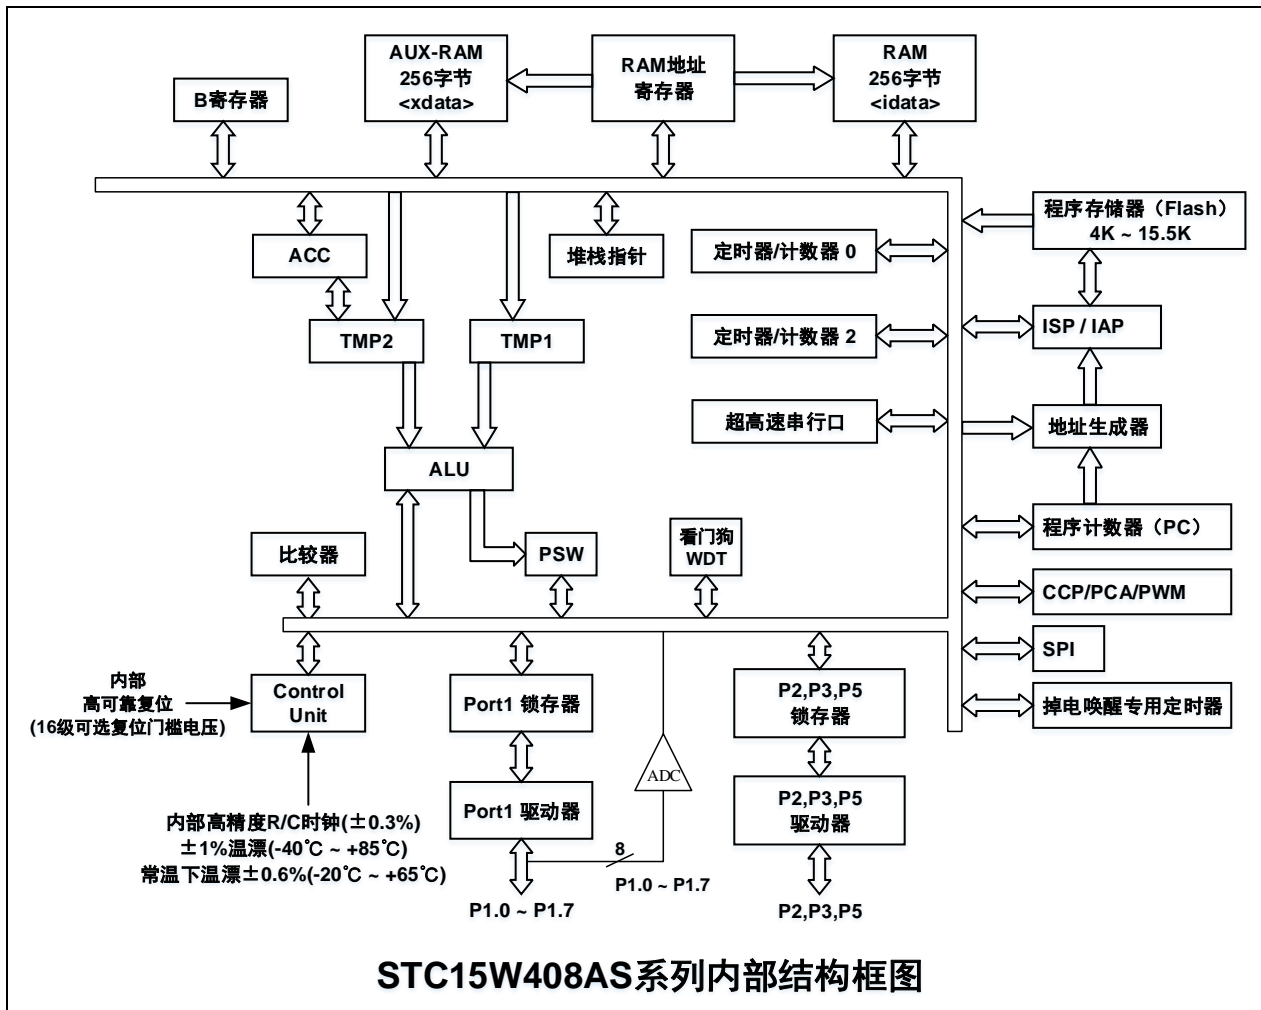 AUX-RAM
256字节
<xdata>
RAM地址
寄存器
RAM
256字节
<idata>
B寄存器
程序存储器（Flash）
4K ~ 15.5K
ACC
堆栈指针
定时器/计数器 0
TMP2
TMP1
定时器/计数器 2
ISP / IAP
超高速串行口
地址生成器
ALU
程序计数器（PC）
比较器
PSW
看门狗
WDT
CCP/PCA/PWM
SPI
内部
高可靠复位
(16级可选复位门槛电压)
Control
Unit
Port1 锁存器
P2,P3,P5
锁存器
掉电唤醒专用定时器
ADC
Port1 驱动器
P2,P3,P5
驱动器
内部高精度R/C时钟(±0.3%)
±1%温漂(-40℃ ~ +85℃)
常温下温漂±0.6%(-20℃ ~ +65℃)
8
P1.0 ~ P1.7
P1.0 ~ P1.7
P2,P3,P5
STC15W408AS系列内部结构框图